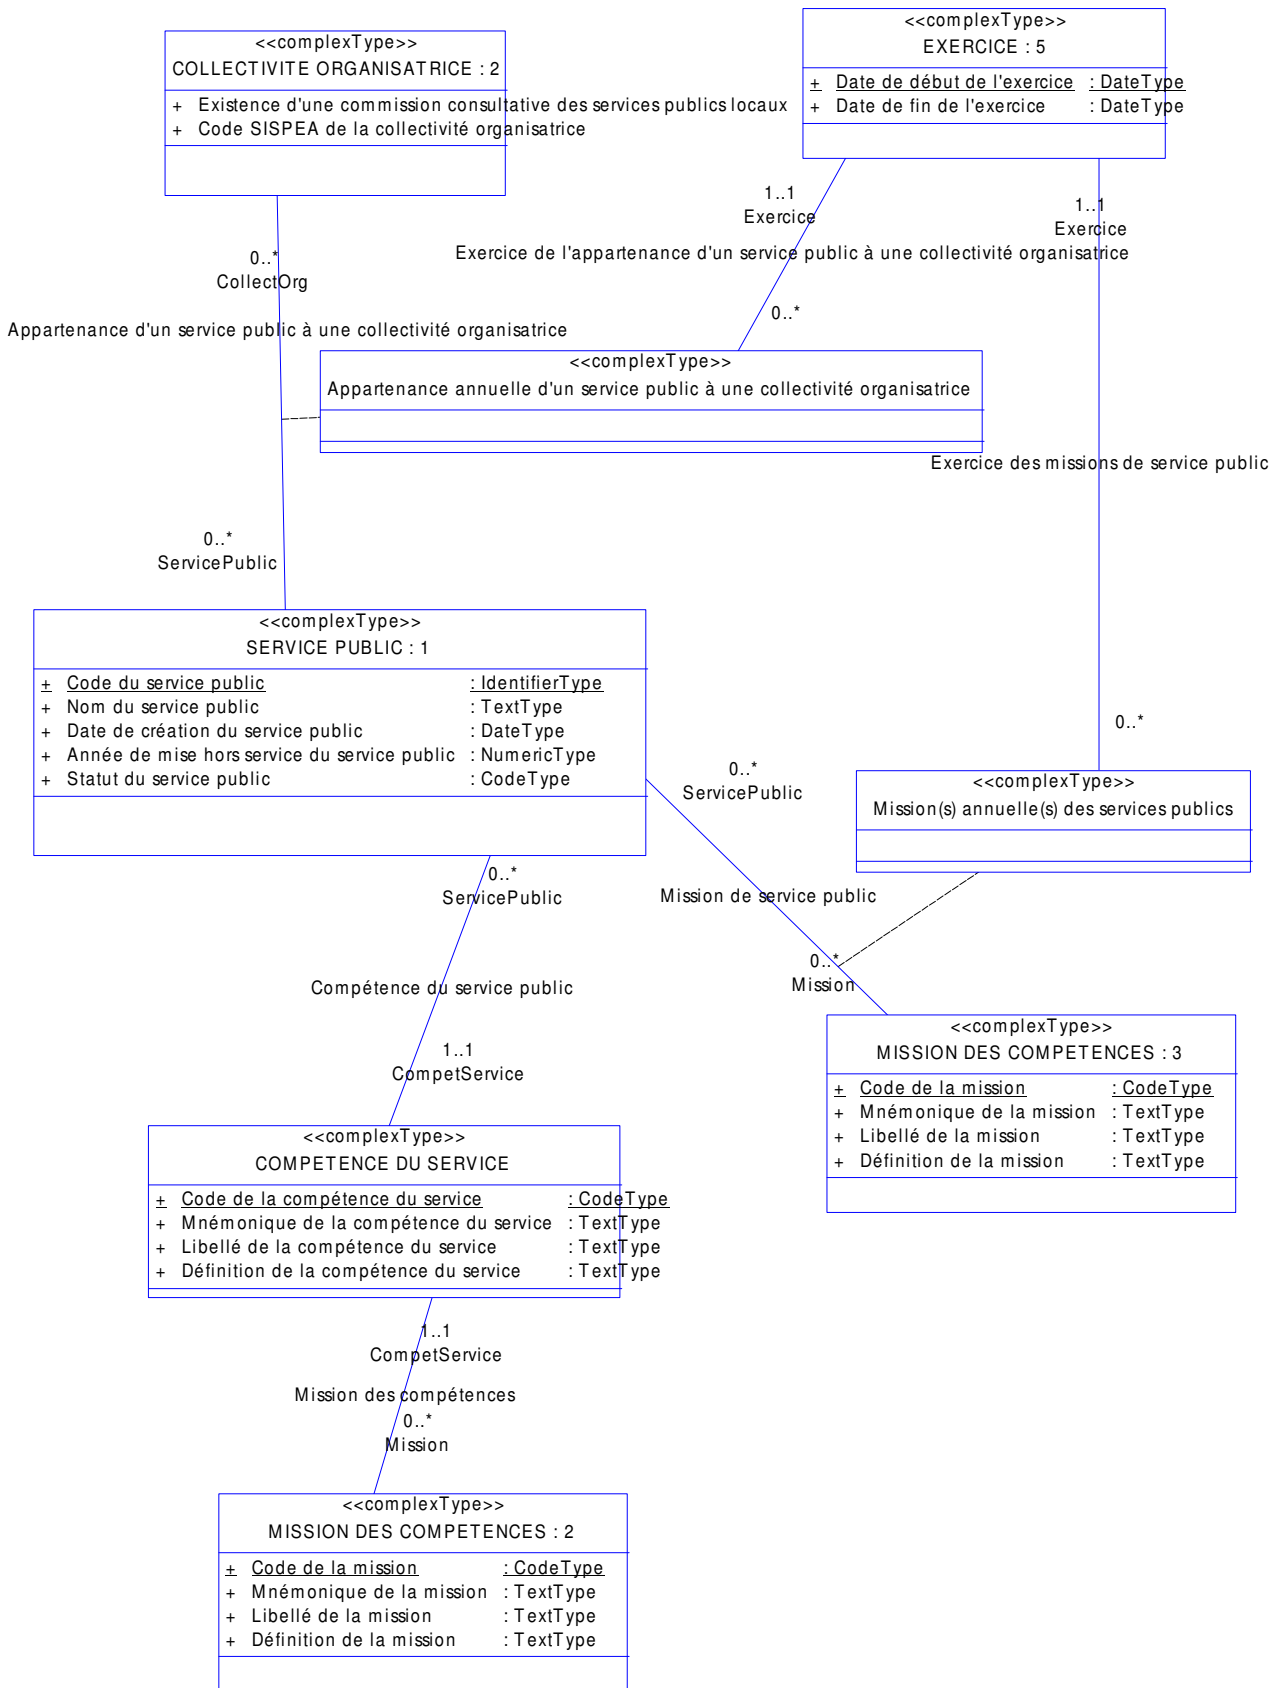 <<complexType>>
COLLECTIVITE ORGANISATRICE : 2
+ Existence d'une commission consultative des services publics locaux
+ Code SISPEA de la collectivité organisatrice
<<complexType>>
EXERCICE : 5
+ Date de début de l'exercice : DateType
+ Date de fin de l'exercice : DateType
1..1
Exercice
1..1
Exercice
Exercice de l'appartenance d'un service public à une collectivité organisatrice
0..*
CollectOrg
0..*
Appartenance d'un service public à une collectivité organisatrice
<<complexType>>
Appartenance annuelle d'un service public à une collectivité organisatrice
Exercice des missions de service public
0..*
ServicePublic
<<complexType>>
SERVICE PUBLIC : 1
+ Code du service public : IdentifierType
+ Nom du service public : TextType
+ Date de création du service public : DateType
+ Année de mise hors service du service public : NumericType
+ Statut du service public : CodeType
0..*
0..*
ServicePublic
<<complexType>>
Mission(s) annuelle(s) des services publics
0..*
ServicePublic
Mission de service public
0..*
Mission
Compétence du service public
1..1
CompetService
<<complexType>>
MISSION DES COMPETENCES : 3
+ Code de la mission : CodeType
+ Mnémonique de la mission : TextType
+ Libellé de la mission : TextType
+ Définition de la mission : TextType
<<complexType>>
COMPETENCE DU SERVICE
+ Code de la compétence du service : CodeType
+ Mnémonique de la compétence du service : TextType
+ Libellé de la compétence du service : TextType
+ Définition de la compétence du service : TextType
1..1
CompetService
Mission des compétences
0..*
Mission
<<complexType>>
MISSION DES COMPETENCES : 2
+ Code de la mission : CodeType
+ Mnémonique de la mission : TextType
+ Libellé de la mission : TextType
+ Définition de la mission : TextType